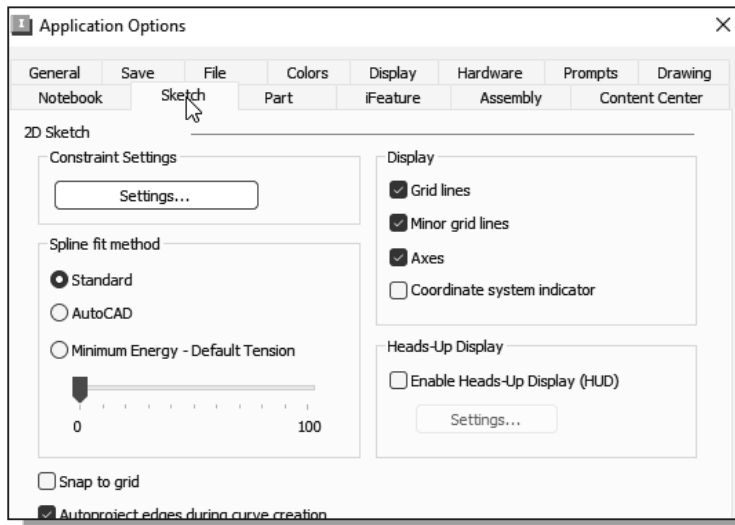 I Application Options
General Save File Colors Display Hardware Prompts Drawing
Notebook Sketch Part iFeature Assembly Content Center
2D Sketch
Constraint Settings
Settings...
Spline fit method
Standard
AutoCAD
Minimum Energy - Default Tension
0 100
Snap to grid
Autoproject edges during curve creation
Display
Grid lines
Minor grid lines
Axes
Coordinate system indicator
Heads-Up Display
Enable Heads-Up Display (HUD)
Settings...